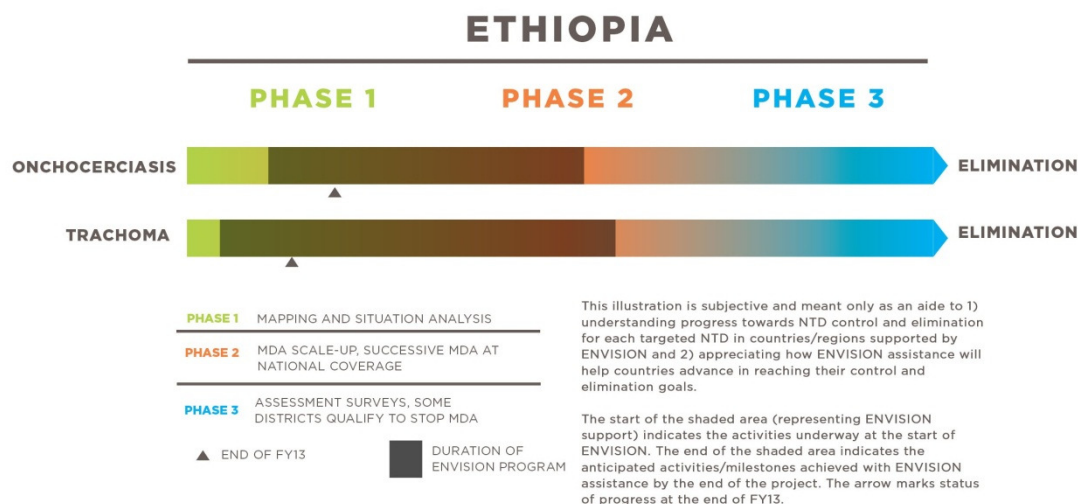 ETHIOPIA
PHASE 1 PHASE 2 PHASE 3
ONCHOCERCIASIS ELIMINATION
TRACHOMA ELIMINATION
PHASE 1 MAPPING AND SITUATION ANALYSIS
PHASE 2 MDA SCALE-UP, SUCCESSIVE MDA AT
NATIONAL COVERAGE
PHASE 3 ASSESSMENT SURVEYS, SOME
DISTRICTS QUALIFY TO STOP MDA
END OF FY13
DURATION OF
ENVISION PROGRAM
This illustration is subjective and meant only as an aide to 1)
understanding progress towards NTD control and elimination
for each targeted NTD in countries/regions supported by
ENVISION and 2) appreciating how ENVISION assistance will
help countries advance in reaching their control and
elimination goals.
The start of the shaded area (representing ENVISION
support) indicates the activities underway at the start of
ENVISION. The end of the shaded area indicates the
anticipated activities/milestones achieved with ENVISION
assistance by the end of the project. The arrow marks status
of progress at the end of FY13.